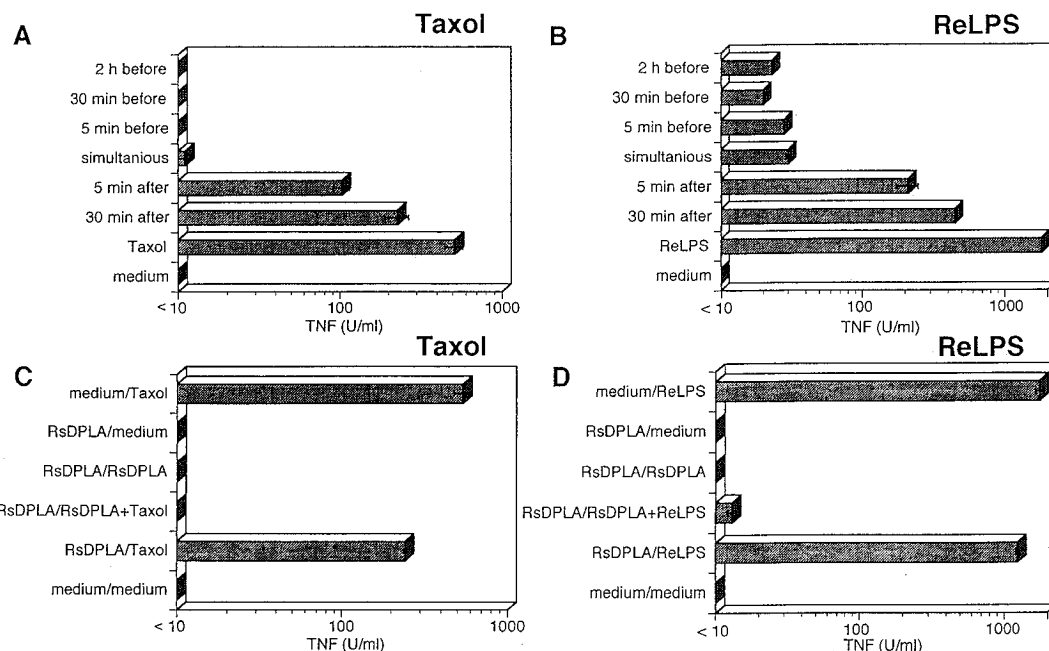 A
Taxol
2 h before
30 min before
5 min before
simultanious
5 min after
30 min after
Taxol
medium
< 10
100
1000
TNF (U/ml)
B
ReLPS
2 h before
30 min before
5 min before
simultanious
5 min after
30 min after
ReLPS
medium
< 10
100
1000
TNF (U/ml)
C
Taxol
medium/Taxol
RsDPLA/medium
RsDPLA/RsDPLA
RsDPLA/RsDPLA+Taxol
RsDPLA/Taxol
medium/medium
< 10
100
1000
TNF (U/ml)
D
ReLPS
medium/ReLPS
RsDPLA/medium
RsDPLA/RsDPLA
RsDPLA/RsDPLA+ReLPS
RsDPLA/ReLPS
medium/medium
< 10
100
1000
TNF (U/ml)